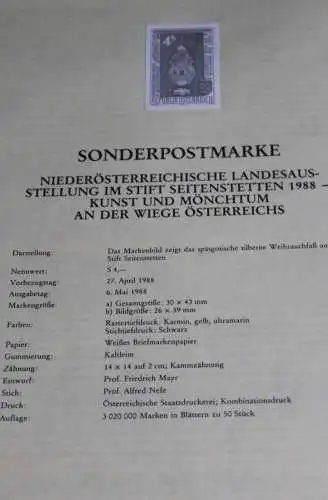 SONDERPOSTMARKE
NIEDERÖSTERREICHISCHE LANDESAUS-
STELLUNG IM STIFT SEITENSTETTEN 1988 –
KUNST UND MÖNCHTUM
AN DER WIEGE ÖSTERREICHS
Darstellung: Das Markenbild zeigt das spätgotische silberne Weihrauchfaß
Stift Seitenstetten
Nennwert: S 4,—
Vorbezugstag: 27. April 1988
Ausgabetag: 6. Mai 1988
Markengröße: a) Gesamtgröße: 30 × 43 mm
b) Bildgröße: 26 × 39 mm
Farben: Rastertiefdruck: Karmin, gelb, ultramarin
Stichtiefdruck: Schwarz
Papier: Weißes Briefmarkenpapier
Gummierung: Kaltleim
Zähnung: 14 × 14 auf 2 cm; Kammzähnung
Entwurf: Prof. Friedrich Mayr
Stich: Prof. Alfred Nefe
Druck: Österreichische Staatsdruckerei; Kombinationsdruck
Auflage: 3 020 000 Marken in Blättern zu 50 Stück